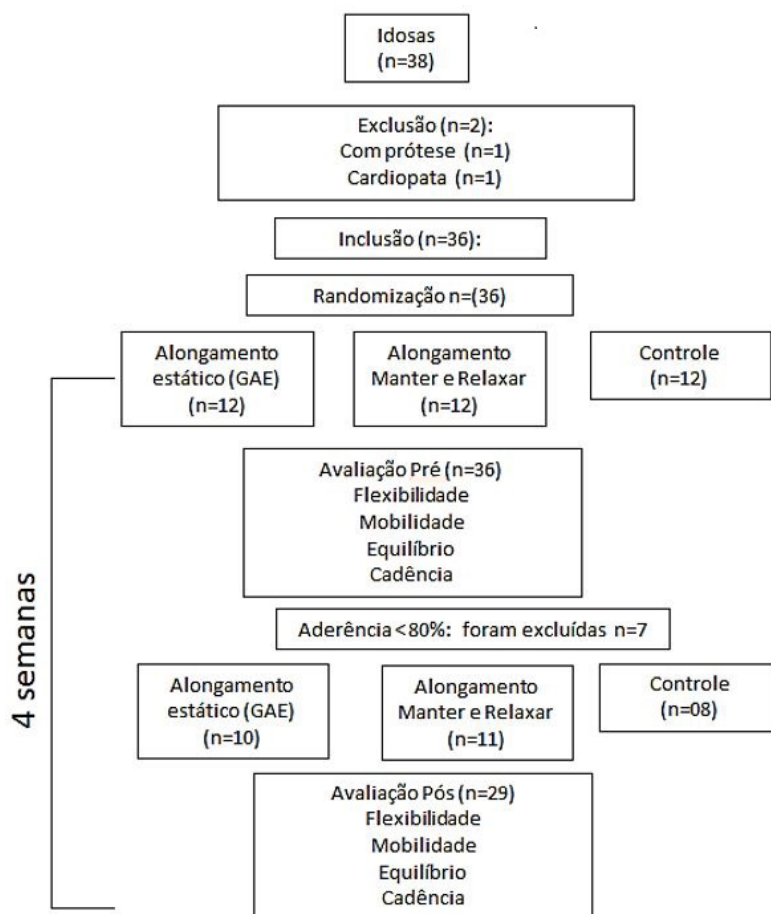 Idosas
(n=38)
Exclusão (n=2):
Com prótese (n=1)
Cardiopata (n=1)
Inclusão (n=36):
Randomização n=(36)
Alongamento
estático (GAE)
(n=12)
Alongamento
Manter e Relaxar
(n=12)
Controle
(n=12)
Avaliação Pré (n=36)
Flexibilidade
Mobilidade
Equilíbrio
Cadência
4 semanas
Aderência <80%: foram excluídas n=7
Alongamento
estático (GAE)
(n=10)
Alongamento
Manter e Relaxar
(n=11)
Controle
(n=08)
Avaliação Pós (n=29)
Flexibilidade
Mobilidade
Equilíbrio
Cadência